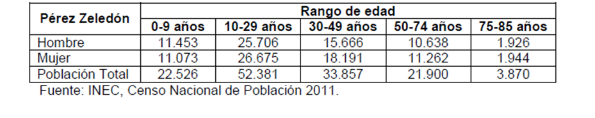 Pérez Zeledón Rango de edad
0-9 años 10-29 años 30-49 años 50-74 años 75-85 años
Hombre 11.453 25.706 15.666 10.638 1.926
Mujer 11.073 26.675 18.191 11.262 1.944
Población Total 22.526 52.381 33.857 21.900 3.870
Fuente: INEC, Censo Nacional de Población 2011.